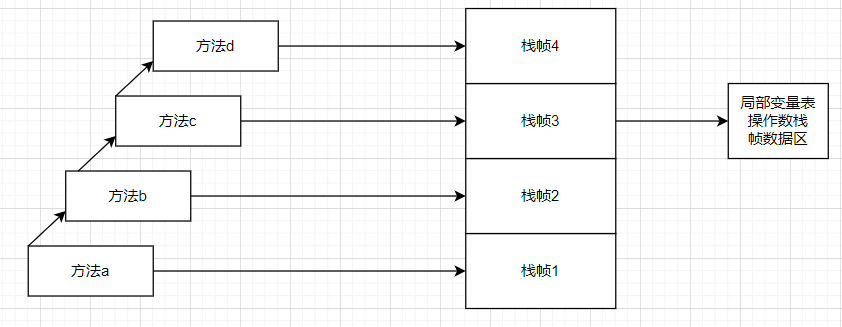 方法d
栈帧4
方法c
栈帧3
局部变量表
操作数栈
帧数据区
方法b
栈帧2
方法a
栈帧1